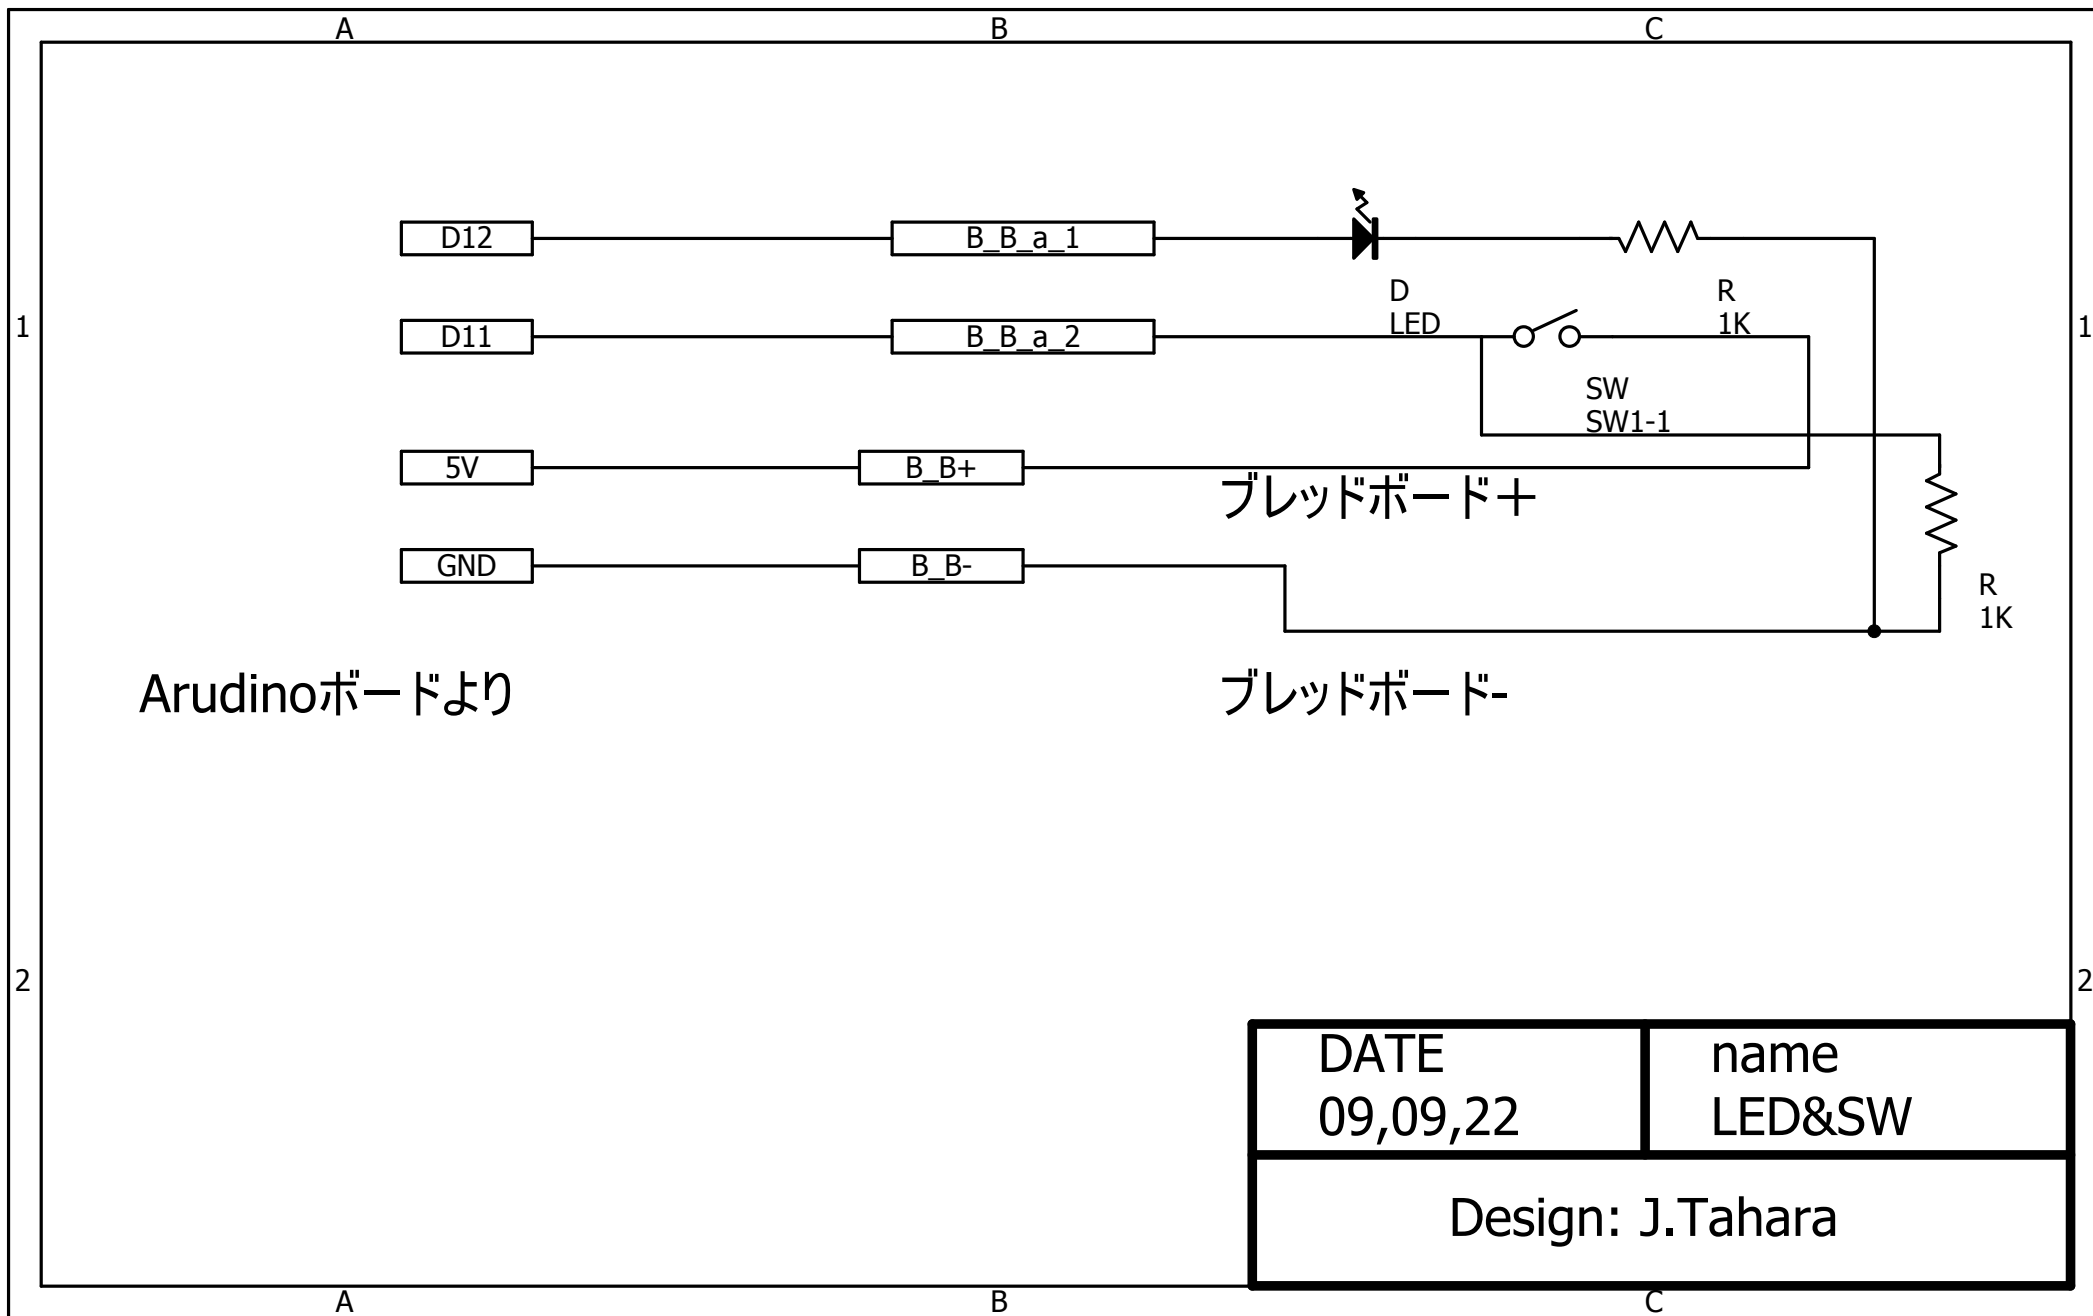 A B C
D12 B_B_a_1
D R
1 LED 1K 1
D11 B_B_a_2
SW
SW1-1
5V B_B+
ブレッドボード＋
GND B_B-
R
1K
Arudinoボードより ブレッドボード-
2 2
DATE name
09,09,22 LED&SW
Design: J.Tahara
A B C